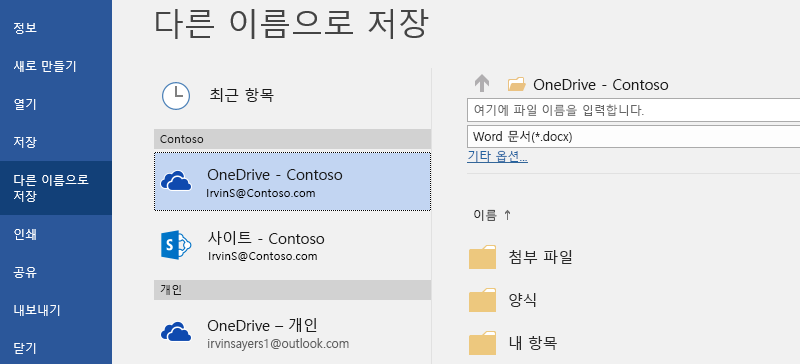 정보
새로 만들기
열기
저장
다른 이름으로
저장
인쇄
공유
내보내기
닫기
다른 이름으로 저장
최근 항목
Contoso
OneDrive - Contoso
IrvinS@Contoso.com
사이트 - Contoso
IrvinS@Contoso.com
개인
OneDrive – 개인
irvinsayers1@outlook.com
OneDrive - Contoso
여기에 파일 이름을 입력합니다.
Word 문서(*.docx)
기타 옵션...
이름 ↑
첨부 파일
양식
내 항목